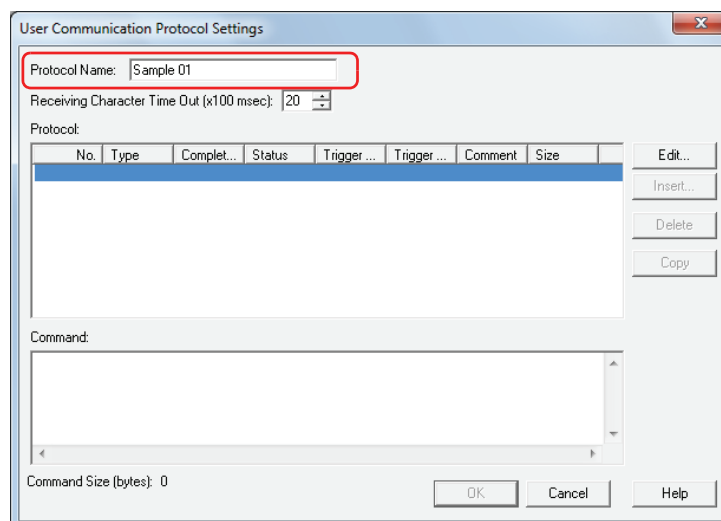 User Communication Protocol Settings
x
Protocol Name: Sample 01
Receiving Character Time Out (x100 msec): 20
Protocol:
No. Type Complet... Status Trigger ... Trigger ... Comment Size
Edit...
Insert...
Delete
Copy
Command:
Command Size (bytes): 0
OK Cancel Help